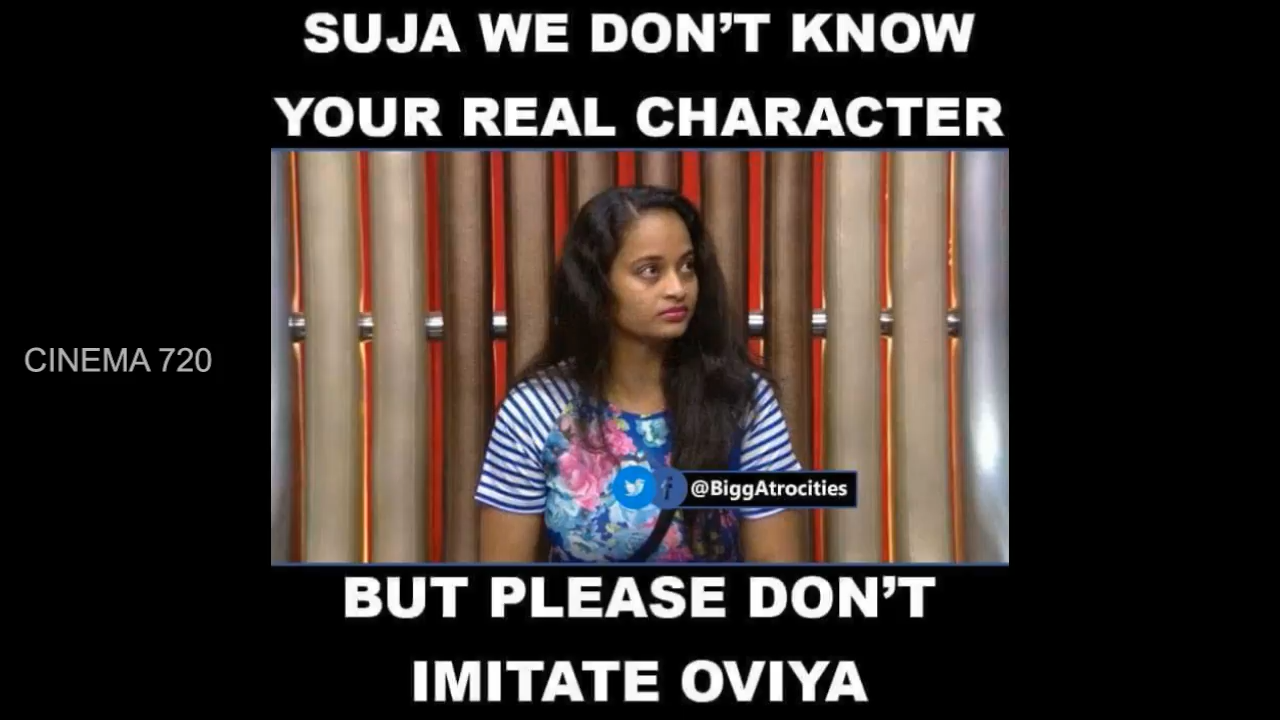 SUJA WE DON'T KNOW
YOUR REAL CHARACTER
CINEMA 720
@BiggAtrocities
BUT PLEASE DON'T
IMITATE OVIYA